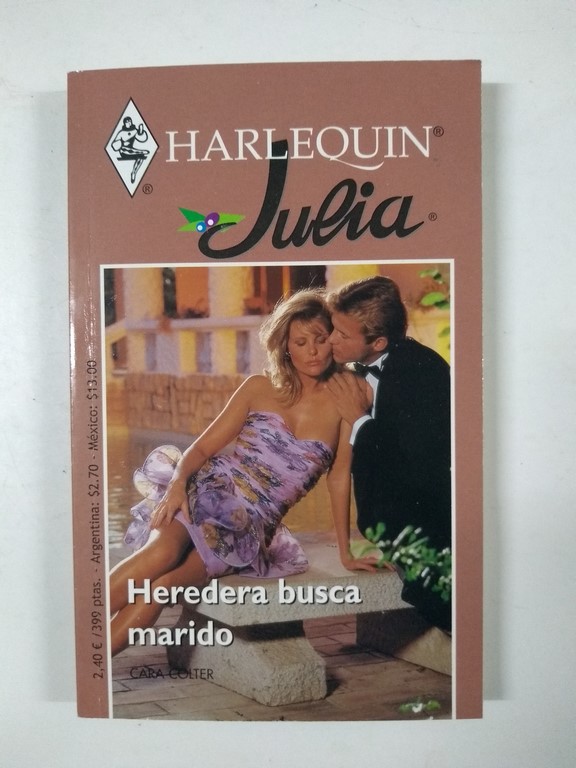 HARLEQUIN®
Julia®
®
2,40 € / 399 ptas. - Argentina: $2.70 - México: $13.00
Heredera busca
marido
CARA COLTER